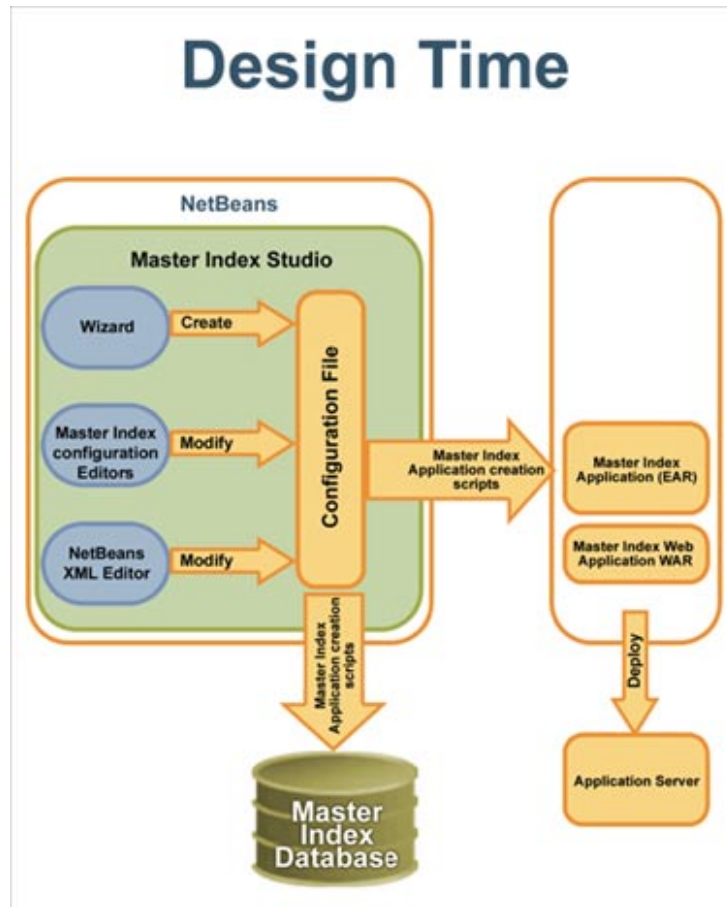 Design Time
NetBeans
Master Index Studio
Wizard
Create
Master Index
configuration
Editors
Modify
NetBeans
XML Editor
Modify
Configuration File
Master Index
Application creation
scripts
Master Index
Application (EAR)
Master Index Web
Application WAR
Master Index
Application creation
scripts
Deploy
Application Server
Master
Index
Database